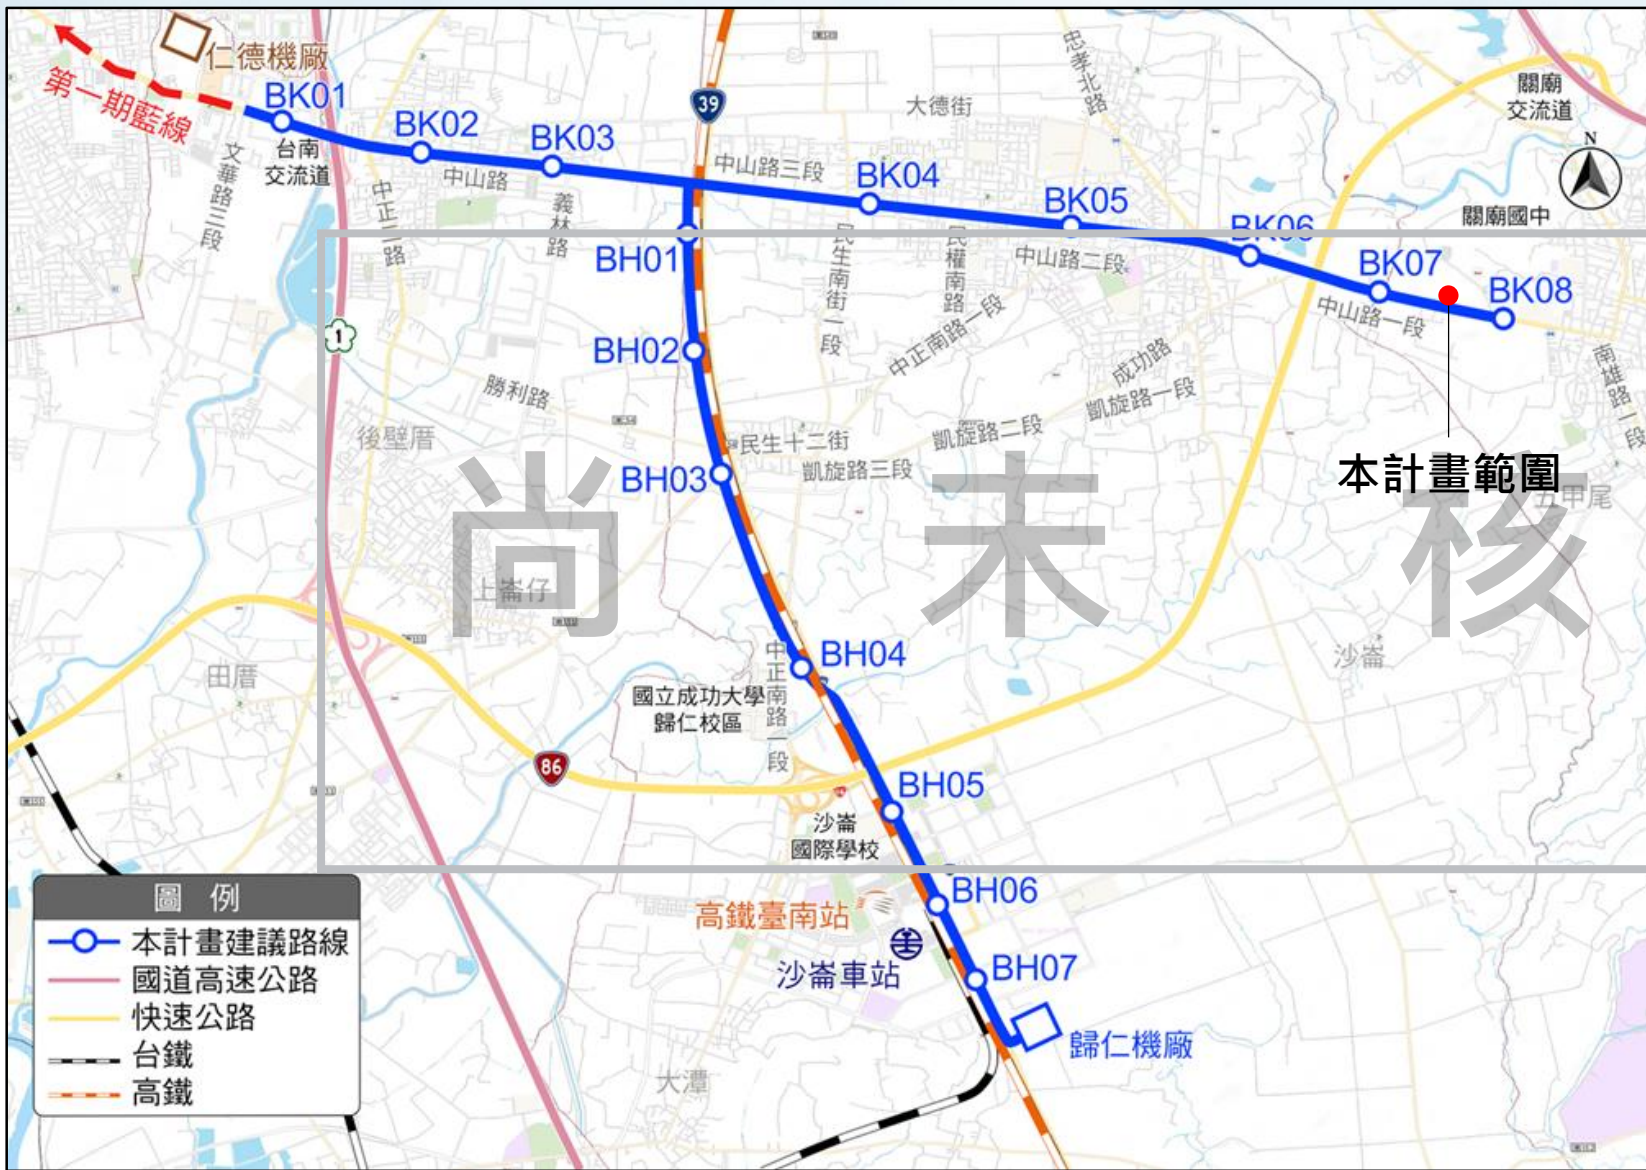 仁德機廠
第一期藍線
BK01
台南
交流道
文華路三段
BK02
中山路
中正二路
BK03
義林路
39
中山路三段
大德街
忠孝北路
BK04
BK05
中山路二段
民生南街一段
民權南路
關廟
交流道
N
關廟國中
BK06
BK07
BK08
中山路一段
南雄路一段
BH01
BH02
1
勝利路
後壁厝
中正南路一段
成功路
凱旋路一段
凱旋路二段
民生十二街
凱旋路三段
BH03
本計畫範圍
五甲尾
尚未核
上崙仔
田厝
沙崙
BH04
國立成功大學
歸仁校區
中正南路一段
86
BH05
沙崙
國際學校
BH06
高鐵臺南站
沙崙車站
BH07
歸仁機廠
大潭
圖 例
本計畫建議路線
國道高速公路
快速公路
台鐵
高鐵